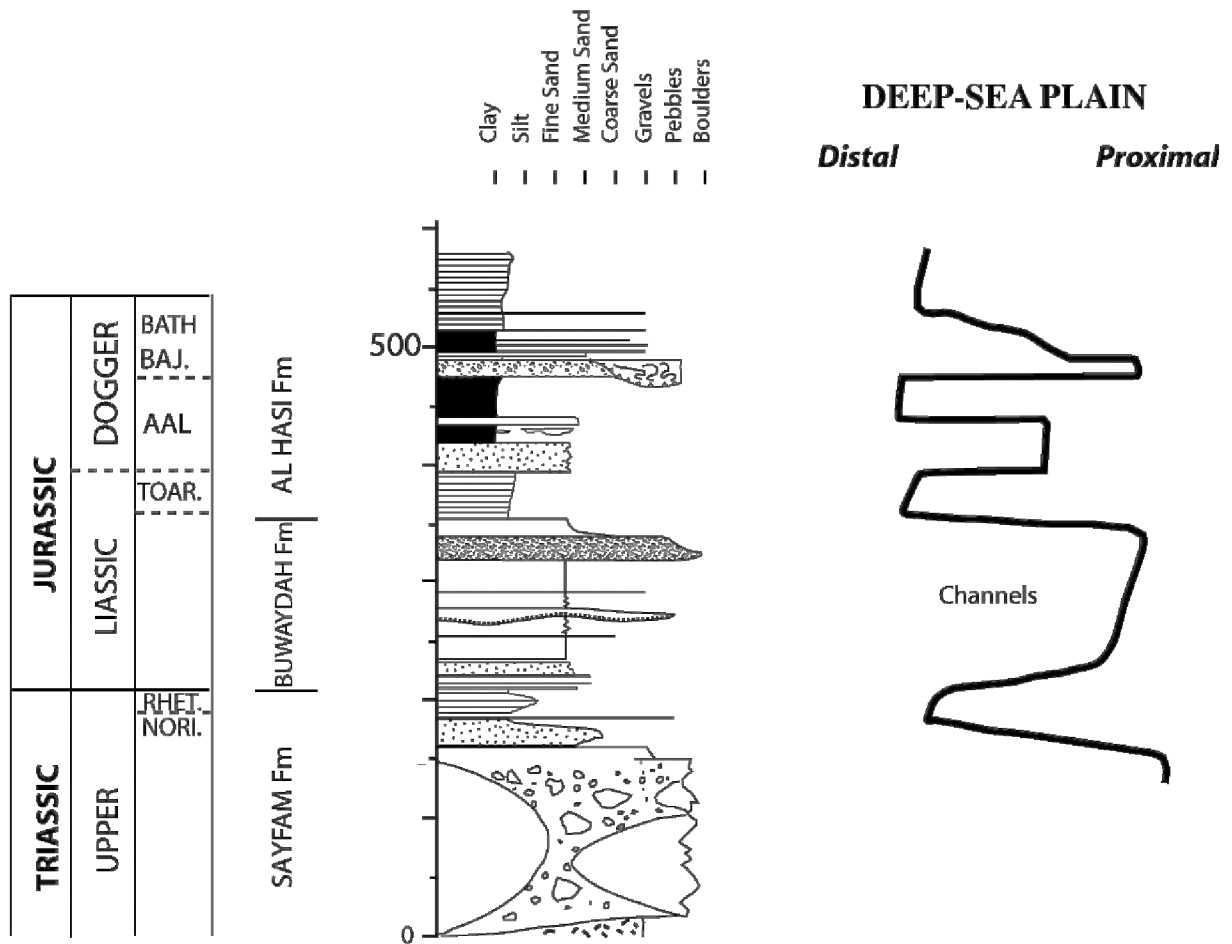 Clay
Silt
Fine Sand
Medium Sand
Coarse Sand
Gravels
Pebbles
Boulders
DEEP-SEA PLAIN
Distal
Proximal
JURASSIC
DOGGER
BATH
BAJ.
AAL
LIASSIC
TOAR.
TRIASSIC
UPPER
RHET.
NORI.
AL HASI Fm
BUWAYDAH Fm
SAYFAM Fm
500
0
Channels